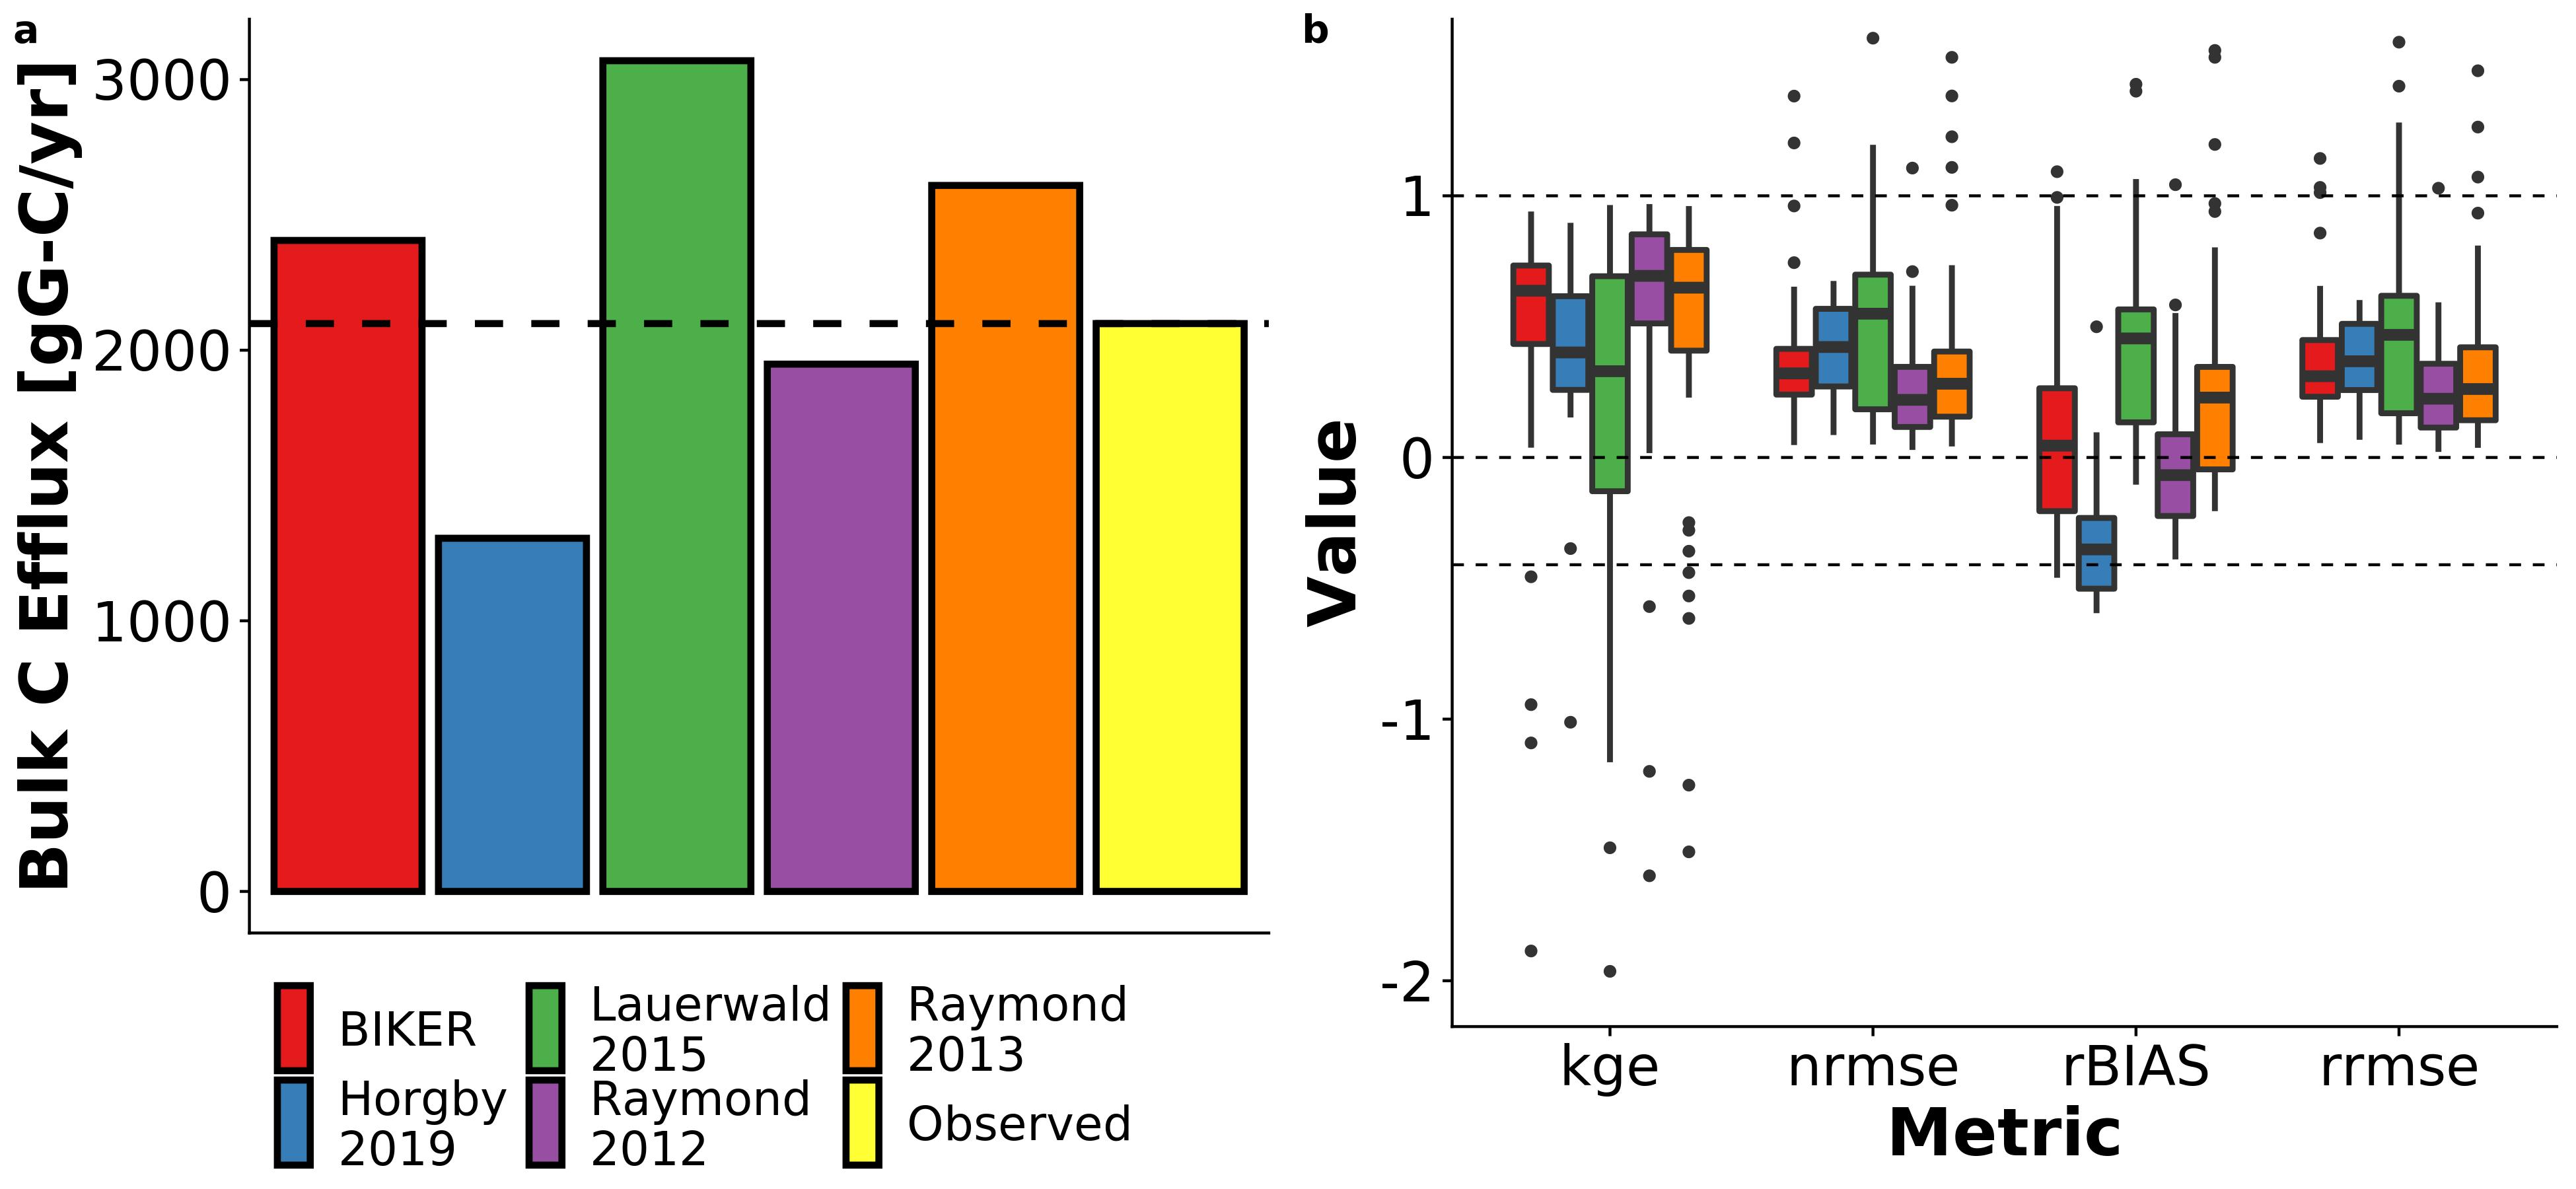 a
Bulk C Efflux [gG-C/yr]
3000
2000
1000
0
BIKER
Horgby
2019
Lauerwald
2015
Raymond
2012
Raymond
2013
Observed
b
Value
1
0
-1
-2
kge
nrmse
rBIAS
rrmse
Metric